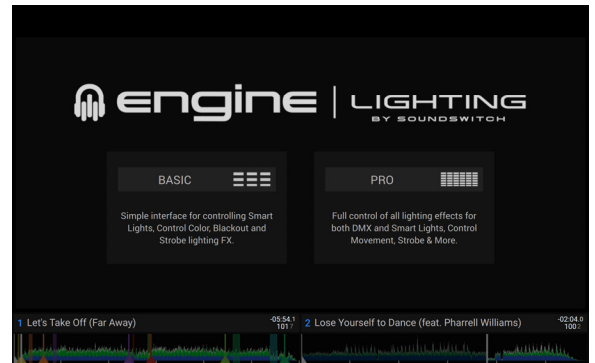 engine | LIGHTING
BY SOUNDSWITCH
BASIC
Simple interface for controlling Smart
Lights, Control Color, Blackout and
Strobe lighting FX.
PRO
Full control of all lighting effects for
both DMX and Smart Lights, Control
Movement, Strobe & More.
1 Let's Take Off (Far Away)
-05:54.1
101
2 Lose Yourself to Dance (feat. Pharrell Williams)
-02:04.0
100